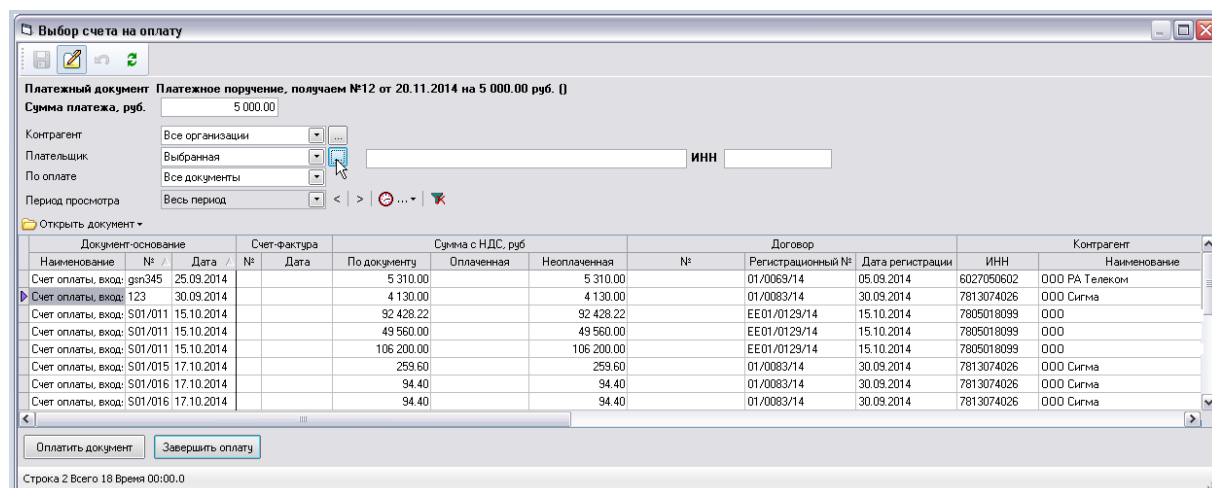 Выбор счета на оплату
Платежный документ Платежное поручение, получаем №12 от 20.11.2014 на 5 000.00 руб. ()
Сумма платежа, руб. 5 000.00
Контрагент Все организации ...
Плательщик Выбранная ... ИНН
По оплате Все документы
Период просмотра Весь период < > ...
Открыть документ
Документ-основание Счет-фактура Сумма с НДС, руб Договор Контрагент
Наименование № Дата № Дата По документу Оплаченная Неоплаченная № Регистрационный № Дата регистрации ИНН Наименование
Счет оплаты, вход: gsn345 25.09.2014 5 310.00 5 310.00 01/0069/14 05.09.2014 6027050602 ООО РА Телеком
Счет оплаты, вход: 123 30.09.2014 4 130.00 4 130.00 01/0083/14 30.09.2014 7813074026 ООО Сигма
Счет оплаты, вход: S01/011 15.10.2014 92 428.22 92 428.22 EE01/0129/14 15.10.2014 7805018099 ООО
Счет оплаты, вход: S01/011 15.10.2014 49 560.00 49 560.00 EE01/0129/14 15.10.2014 7805018099 ООО
Счет оплаты, вход: S01/011 15.10.2014 106 200.00 106 200.00 EE01/0129/14 15.10.2014 7805018099 ООО
Счет оплаты, вход: S01/015 17.10.2014 259.60 259.60 01/0083/14 30.09.2014 7813074026 ООО Сигма
Счет оплаты, вход: S01/016 17.10.2014 94.40 94.40 01/0083/14 30.09.2014 7813074026 ООО Сигма
Счет оплаты, вход: S01/016 17.10.2014 94.40 94.40 01/0083/14 30.09.2014 7813074026 ООО Сигма
Оплатить документ Завершить оплату
Строка 2 Всего 18 Время 00:00.0